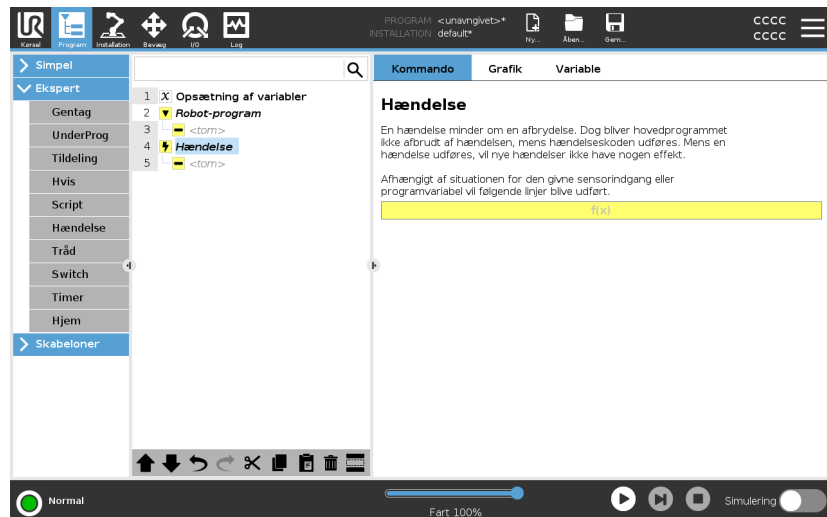 PROGRAM <unavngivet>*
INSTALLATION default*
UR
Kørsel
Program
Installation
Bevæg
I/O
Log
Ny...
Åben...
Gem...
CCCC
CCCC
Simpel
Ekspert
Gentag
UnderProg
Tildeling
Hvis
Script
Hændelse
Tråd
Switch
Timer
Hjem
Skabeloner
1 X Opsætning af variabler
2 Robot-program
3 <tom>
4 Hændelse
5 <tom>
Kommando Grafik Variable
Hændelse
En hændelse minder om en afbrydelse. Dog bliver hovedprogrammet
ikke afbrudt af hændelsen, mens hændelseskoden udføres. Mens en
hændelse udføres, vil nye hændelser ikke have nogen effekt.
Afhængigt af situationen for den givne sensorindgang eller
programvariabel vil følgende linjer blive udført.
f(x)
Normal
Fart 100%
Simulering